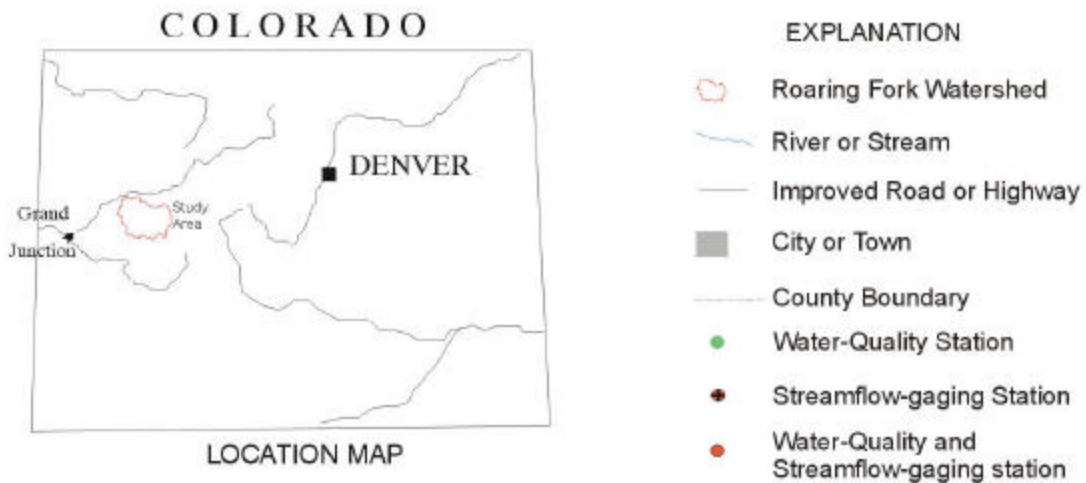 COLORADO
DENVER
Study
Area
Grand
Junction
LOCATION MAP
EXPLANATION
Roaring Fork Watershed
River or Stream
Improved Road or Highway
City or Town
County Boundary
Water-Quality Station
Streamflow-gaging Station
Water-Quality and
Streamflow-gaging station